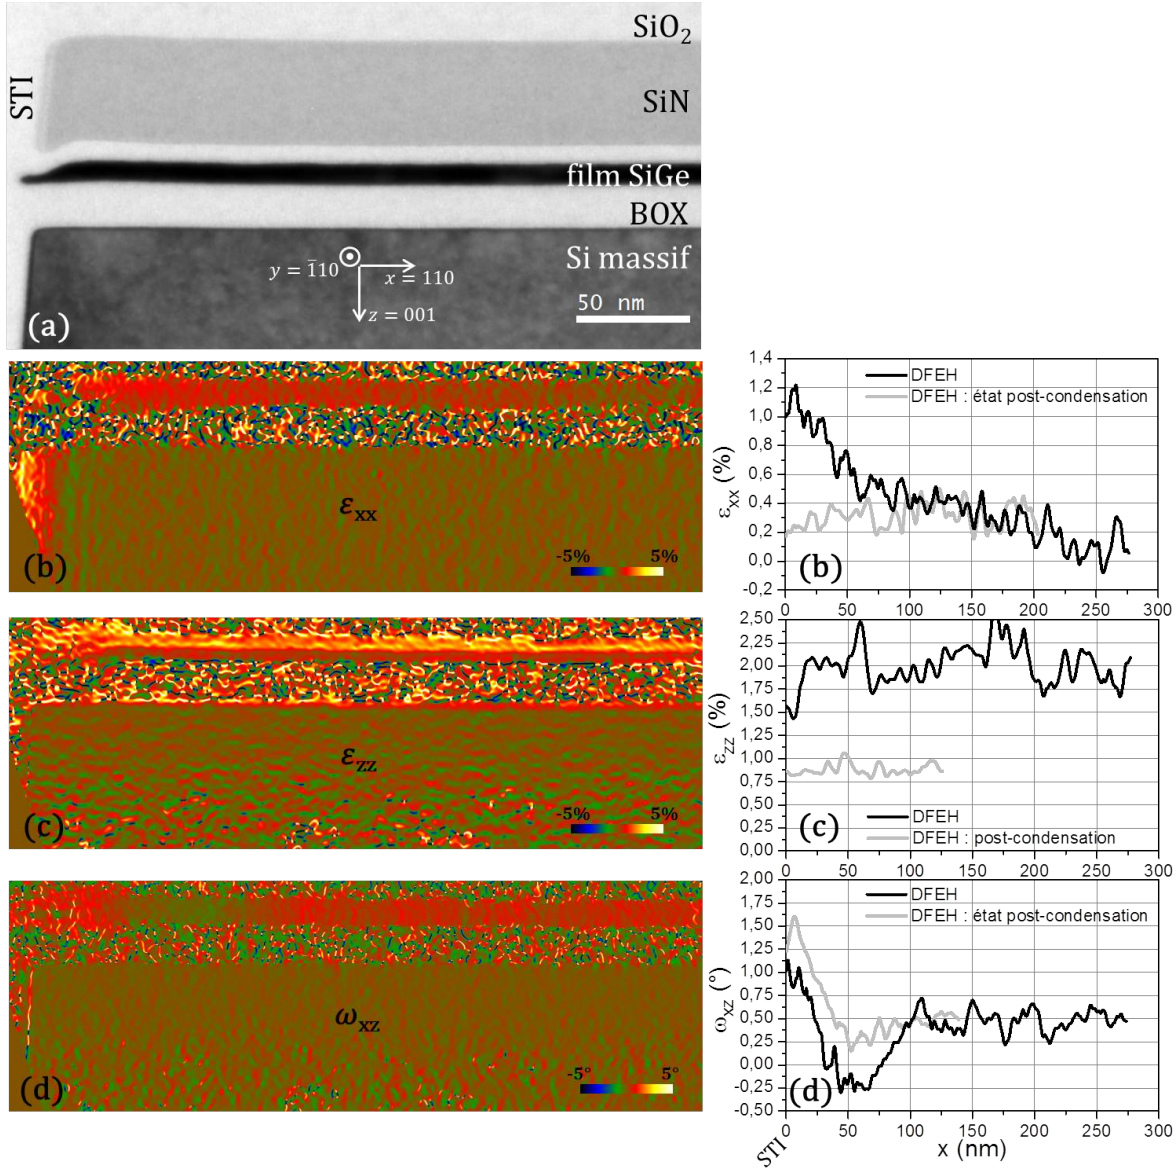 SiO₂
STI
SiN
film SiGe
BOX
Si massif
y = 1̄10
x = 110
z = 001
50 nm
(a)
εxx
-5% 5%
(b)
1,4
1,2
1,0
0,8
0,6
0,4
0,2
0,0
-0,2
εxx (%)
DFEH
DFEH : état post-condensation
(b)
0 50 100 150 200 250 300
εzz
-5% 5%
(c)
2,50
2,25
2,00
1,75
1,50
1,25
1,00
0,75
0,50
0,25
0,00
εzz (%)
DFEH
DFEH : post-condensation
(c)
0 50 100 150 200 250 300
ωxz
-5° 5°
(d)
2,00
1,75
1,50
1,25
1,00
0,75
0,50
0,25
0,00
-0,25
-0,50
ωxz (°)
DFEH
DFEH : état post-condensation
(d)
0 50 100 150 200 250 300
STI
x (nm)